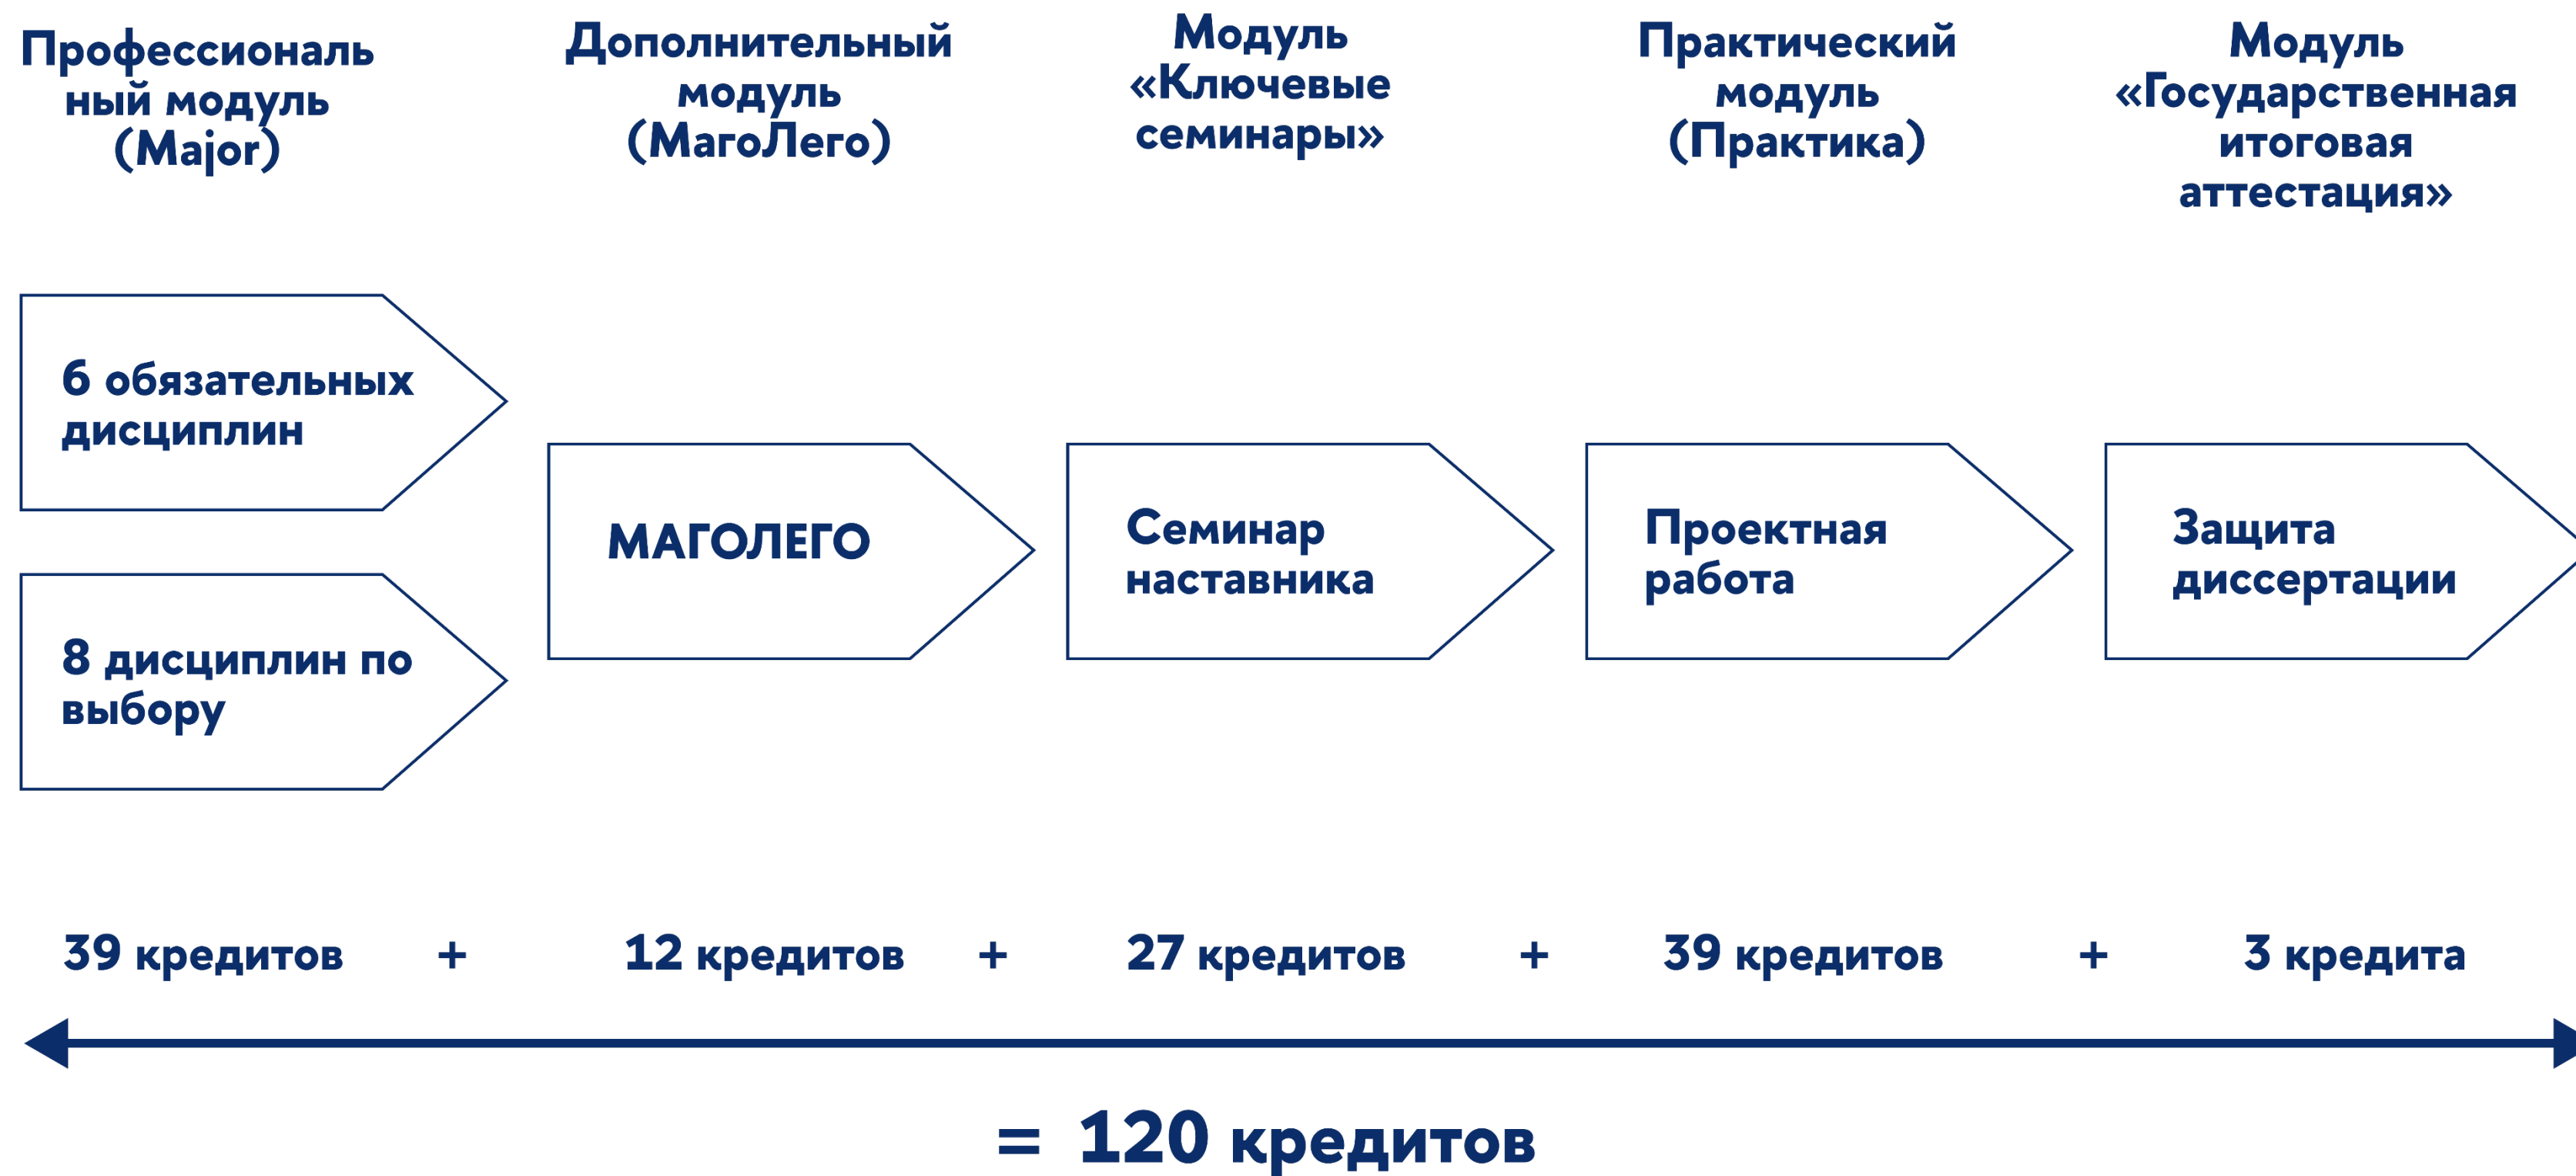 Профессиональ
ный модуль
(Major)
Дополнительный
модуль
(МагоЛего)
Модуль
«Ключевые
семинары»
Практический
модуль
(Практика)
Модуль
«Государственная
итоговая
аттестация»
6 обязательных
дисциплин
8 дисциплин по
выбору
МАГОЛЕГО
Семинар
наставника
Проектная
работа
Защита
диссертации
39 кредитов + 12 кредитов + 27 кредитов + 39 кредитов + 3 кредита
= 120 кредитов